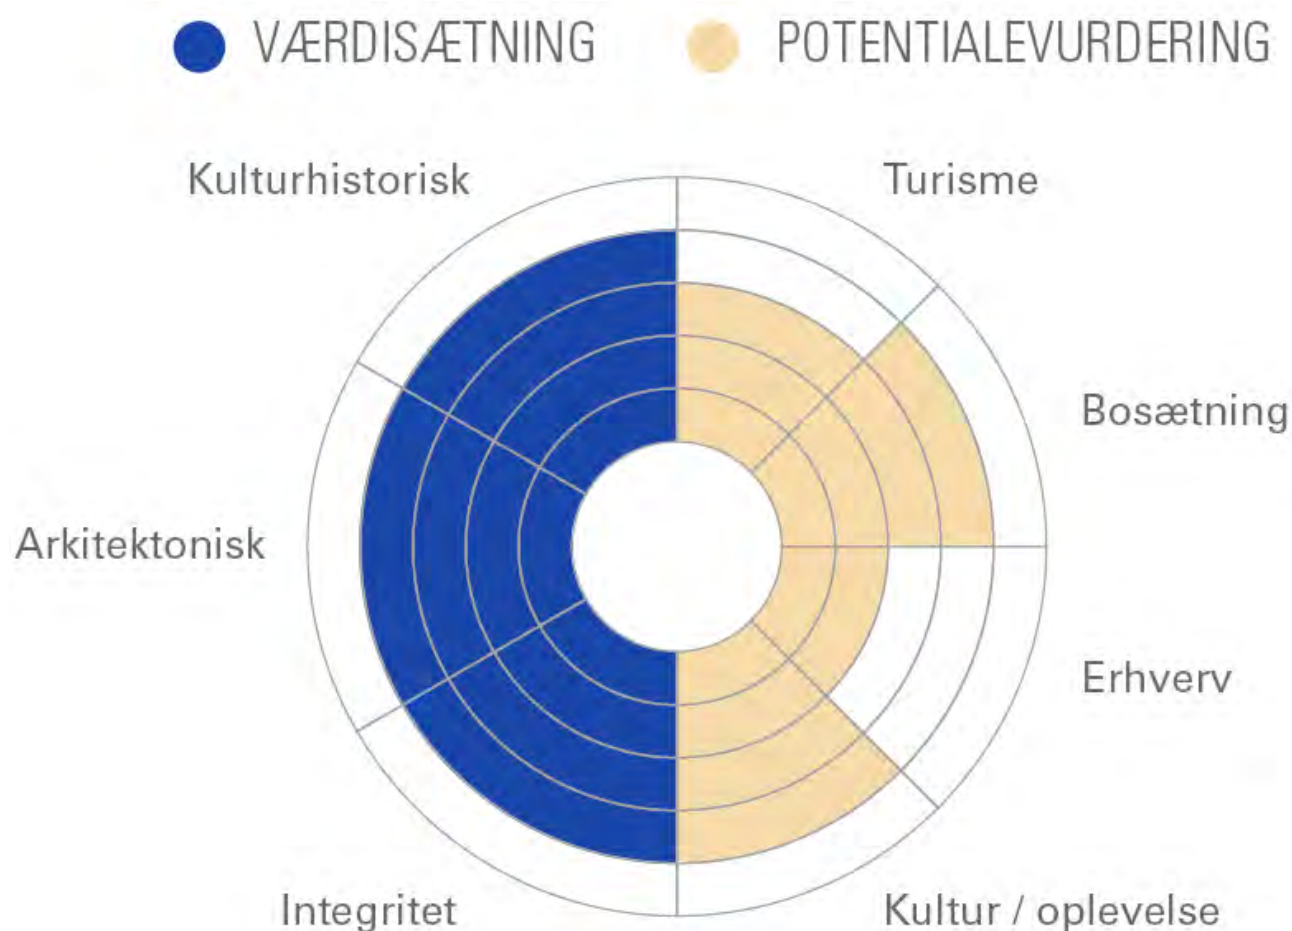 VÆRDISÆTNING
POTENTIALEVURDERING
Kulturhistorisk
Turisme
Bosætning
Arkitektonisk
Erhverv
Integritet
Kultur / oplevelse